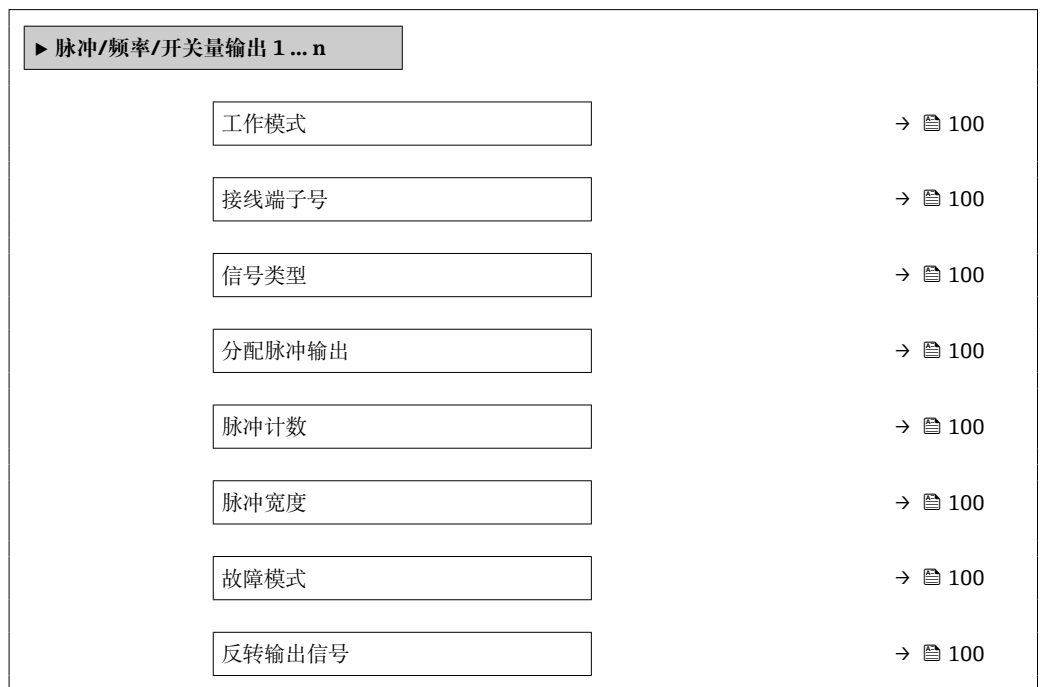 ▶ 脉冲/频率/开关量输出 1 ... n
工作模式 → 🖹 100
接线端子号 → 🖹 100
信号类型 → 🖹 100
分配脉冲输出 → 🖹 100
脉冲计数 → 🖹 100
脉冲宽度 → 🖹 100
故障模式 → 🖹 100
反转输出信号 → 🖹 100